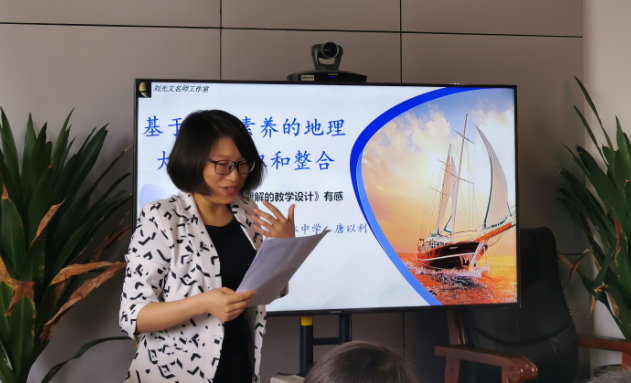 刘光文名师工作室
基于 素养的地理
大 和整合
解的教学设计》有感
中学 唐以利